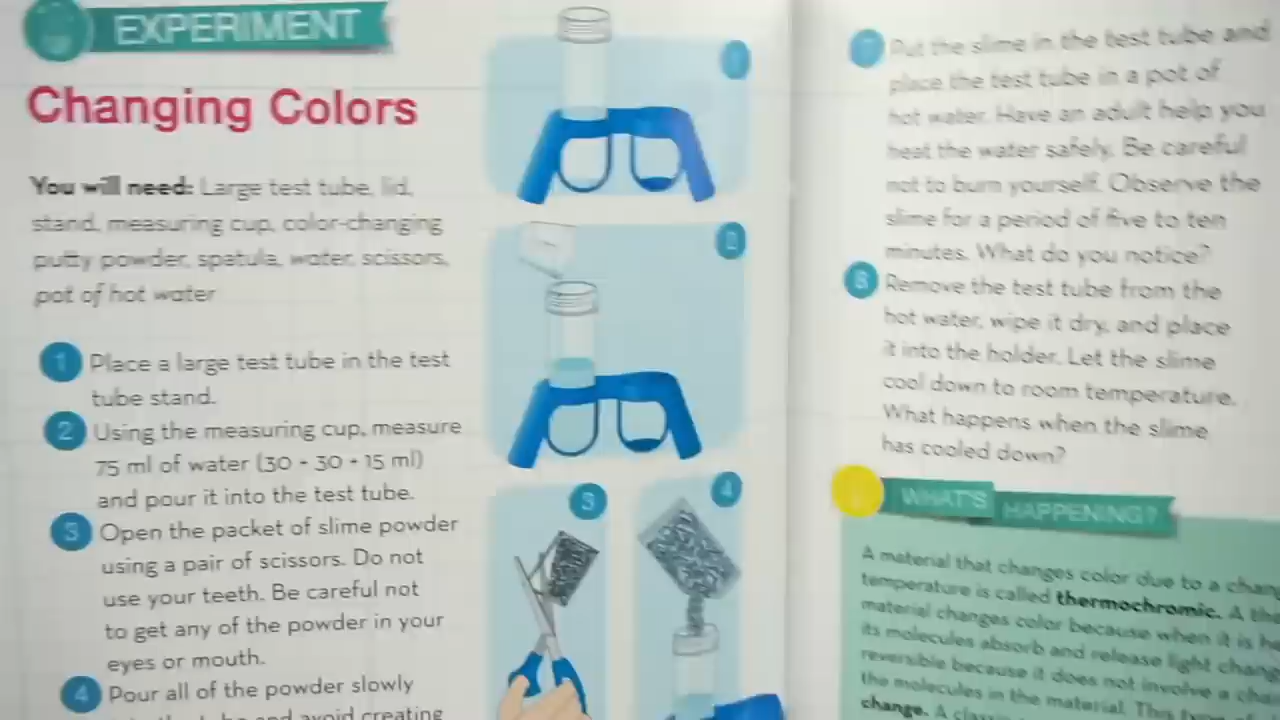 EXPERIMENT
Changing Colors
You will need: Large test tube, lid,
stand, measuring cup, color-changing
putty powder, spatula, water, scissors,
pot of hot water
1 Place a large test tube in the test
tube stand.
2 Using the measuring cup, measure
75 ml of water (30 + 30 + 15 ml)
and pour it into the test tube.
3 Open the packet of slime powder
using a pair of scissors. Do not
use your teeth. Be careful not
to get any of the powder in your
eyes or mouth.
4 Pour all of the powder slowly
and avoid creating
1
2
3
4
7 Put the slime in the test tube and
place the test tube in a pot of
hot water. Have an adult help you
heat the water safely. Be careful
not to burn yourself. Observe the
slime for a period of five to ten
minutes. What do you notice?
8 Remove the test tube from the
hot water, wipe it dry, and place
it into the holder. Let the slime
cool down to room temperature.
What happens when the slime
has cooled down?
WHAT'S HAPPENING?
A material that changes color due to a
temperature is called thermochromic. A
material changes color because when it is
its molecules absorb and release light
reversible because it does not involve a
the molecules in the material. This
change. A